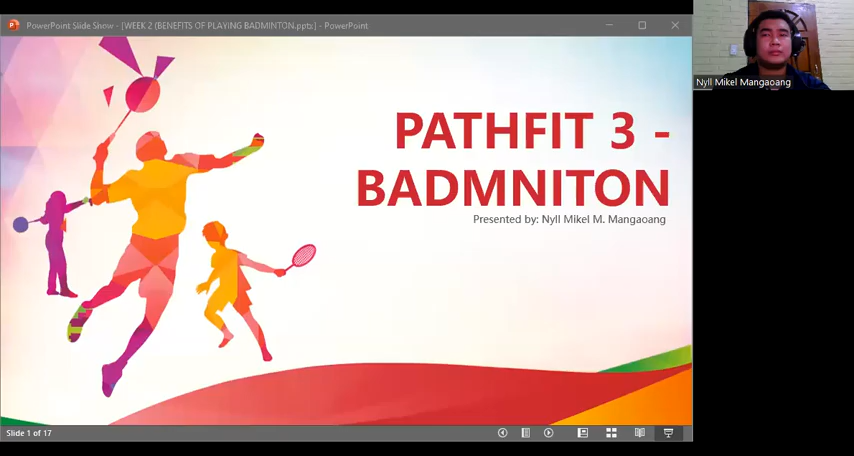 PowerPoint Slide Show - [WEEK 2 (BENEFITS OF PLAYING BADMINTON.pptx] - PowerPoint
Nyll Mikel Mangaoang
PATHFIT 3 -
BADMNITON
Presented by: Nyll Mikel M. Mangaoang
Slide 1 of 17